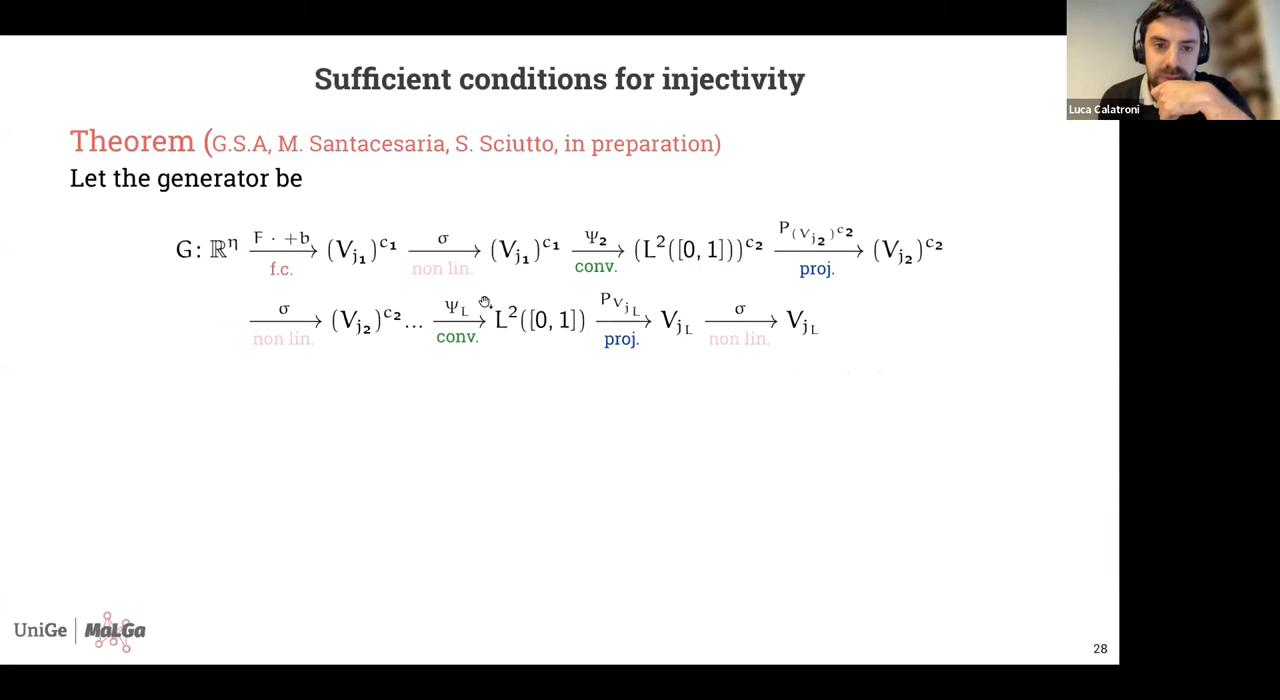 Sufficient conditions for injectivity
Luca Calatroni
Theorem (G.S.A, M. Santacesaria, S. Sciutto, in preparation)
Let the generator be
G: ℝ^η —F · +b→ (V_{j₁})^{c₁} —σ→ (V_{j₁})^{c₁} —Ψ₂→ (L²([0, 1]))^{c₂} —P_{(V_{j₂})^{c₂}}→ (V_{j₂})^{c₂}
f.c. non lin. conv. proj.
—σ→ (V_{j₂})^{c₂} ... —Ψ_L→ L²([0, 1]) —P_{V_{j_L}}→ V_{j_L} —σ→ V_{j_L}
non lin. conv. proj. non lin.
UniGe | MaLGa
28